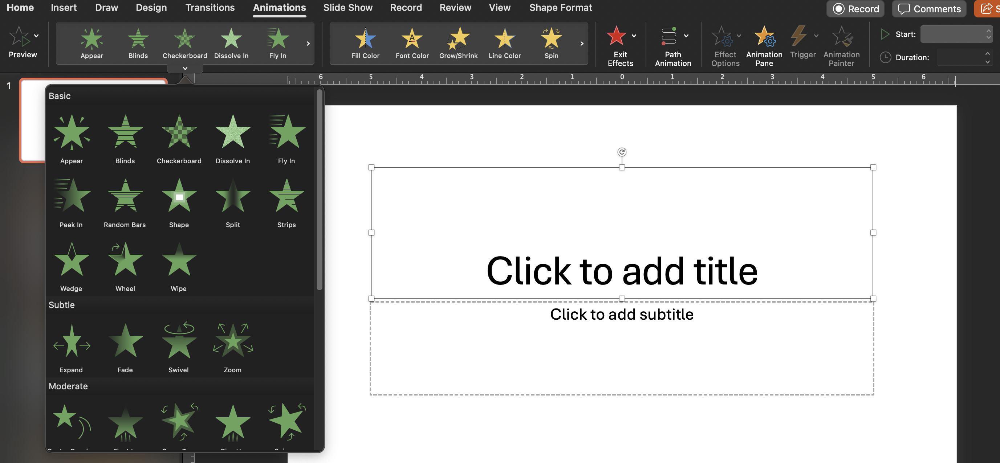 Home Insert Draw Design Transitions Animations Slide Show Record Review View Shape Format Record Comments
Preview
Appear Blinds Checkerboard Dissolve In Fly In
Fill Color Font Color Grow/Shrink Line Color Spin
Exit Effects
Path Animation
Effect Options
Animation Pane
Trigger
Animation Painter
Start:
Duration:
6 5 4 3 2 1 0 1 2 3 4 5 6
1
Basic
Appear Blinds Checkerboard Dissolve In Fly In
Peek In Random Bars Shape Split Strips
Wedge Wheel Wipe
Subtle
Expand Fade Swivel Zoom
Moderate
Click to add title
Click to add subtitle